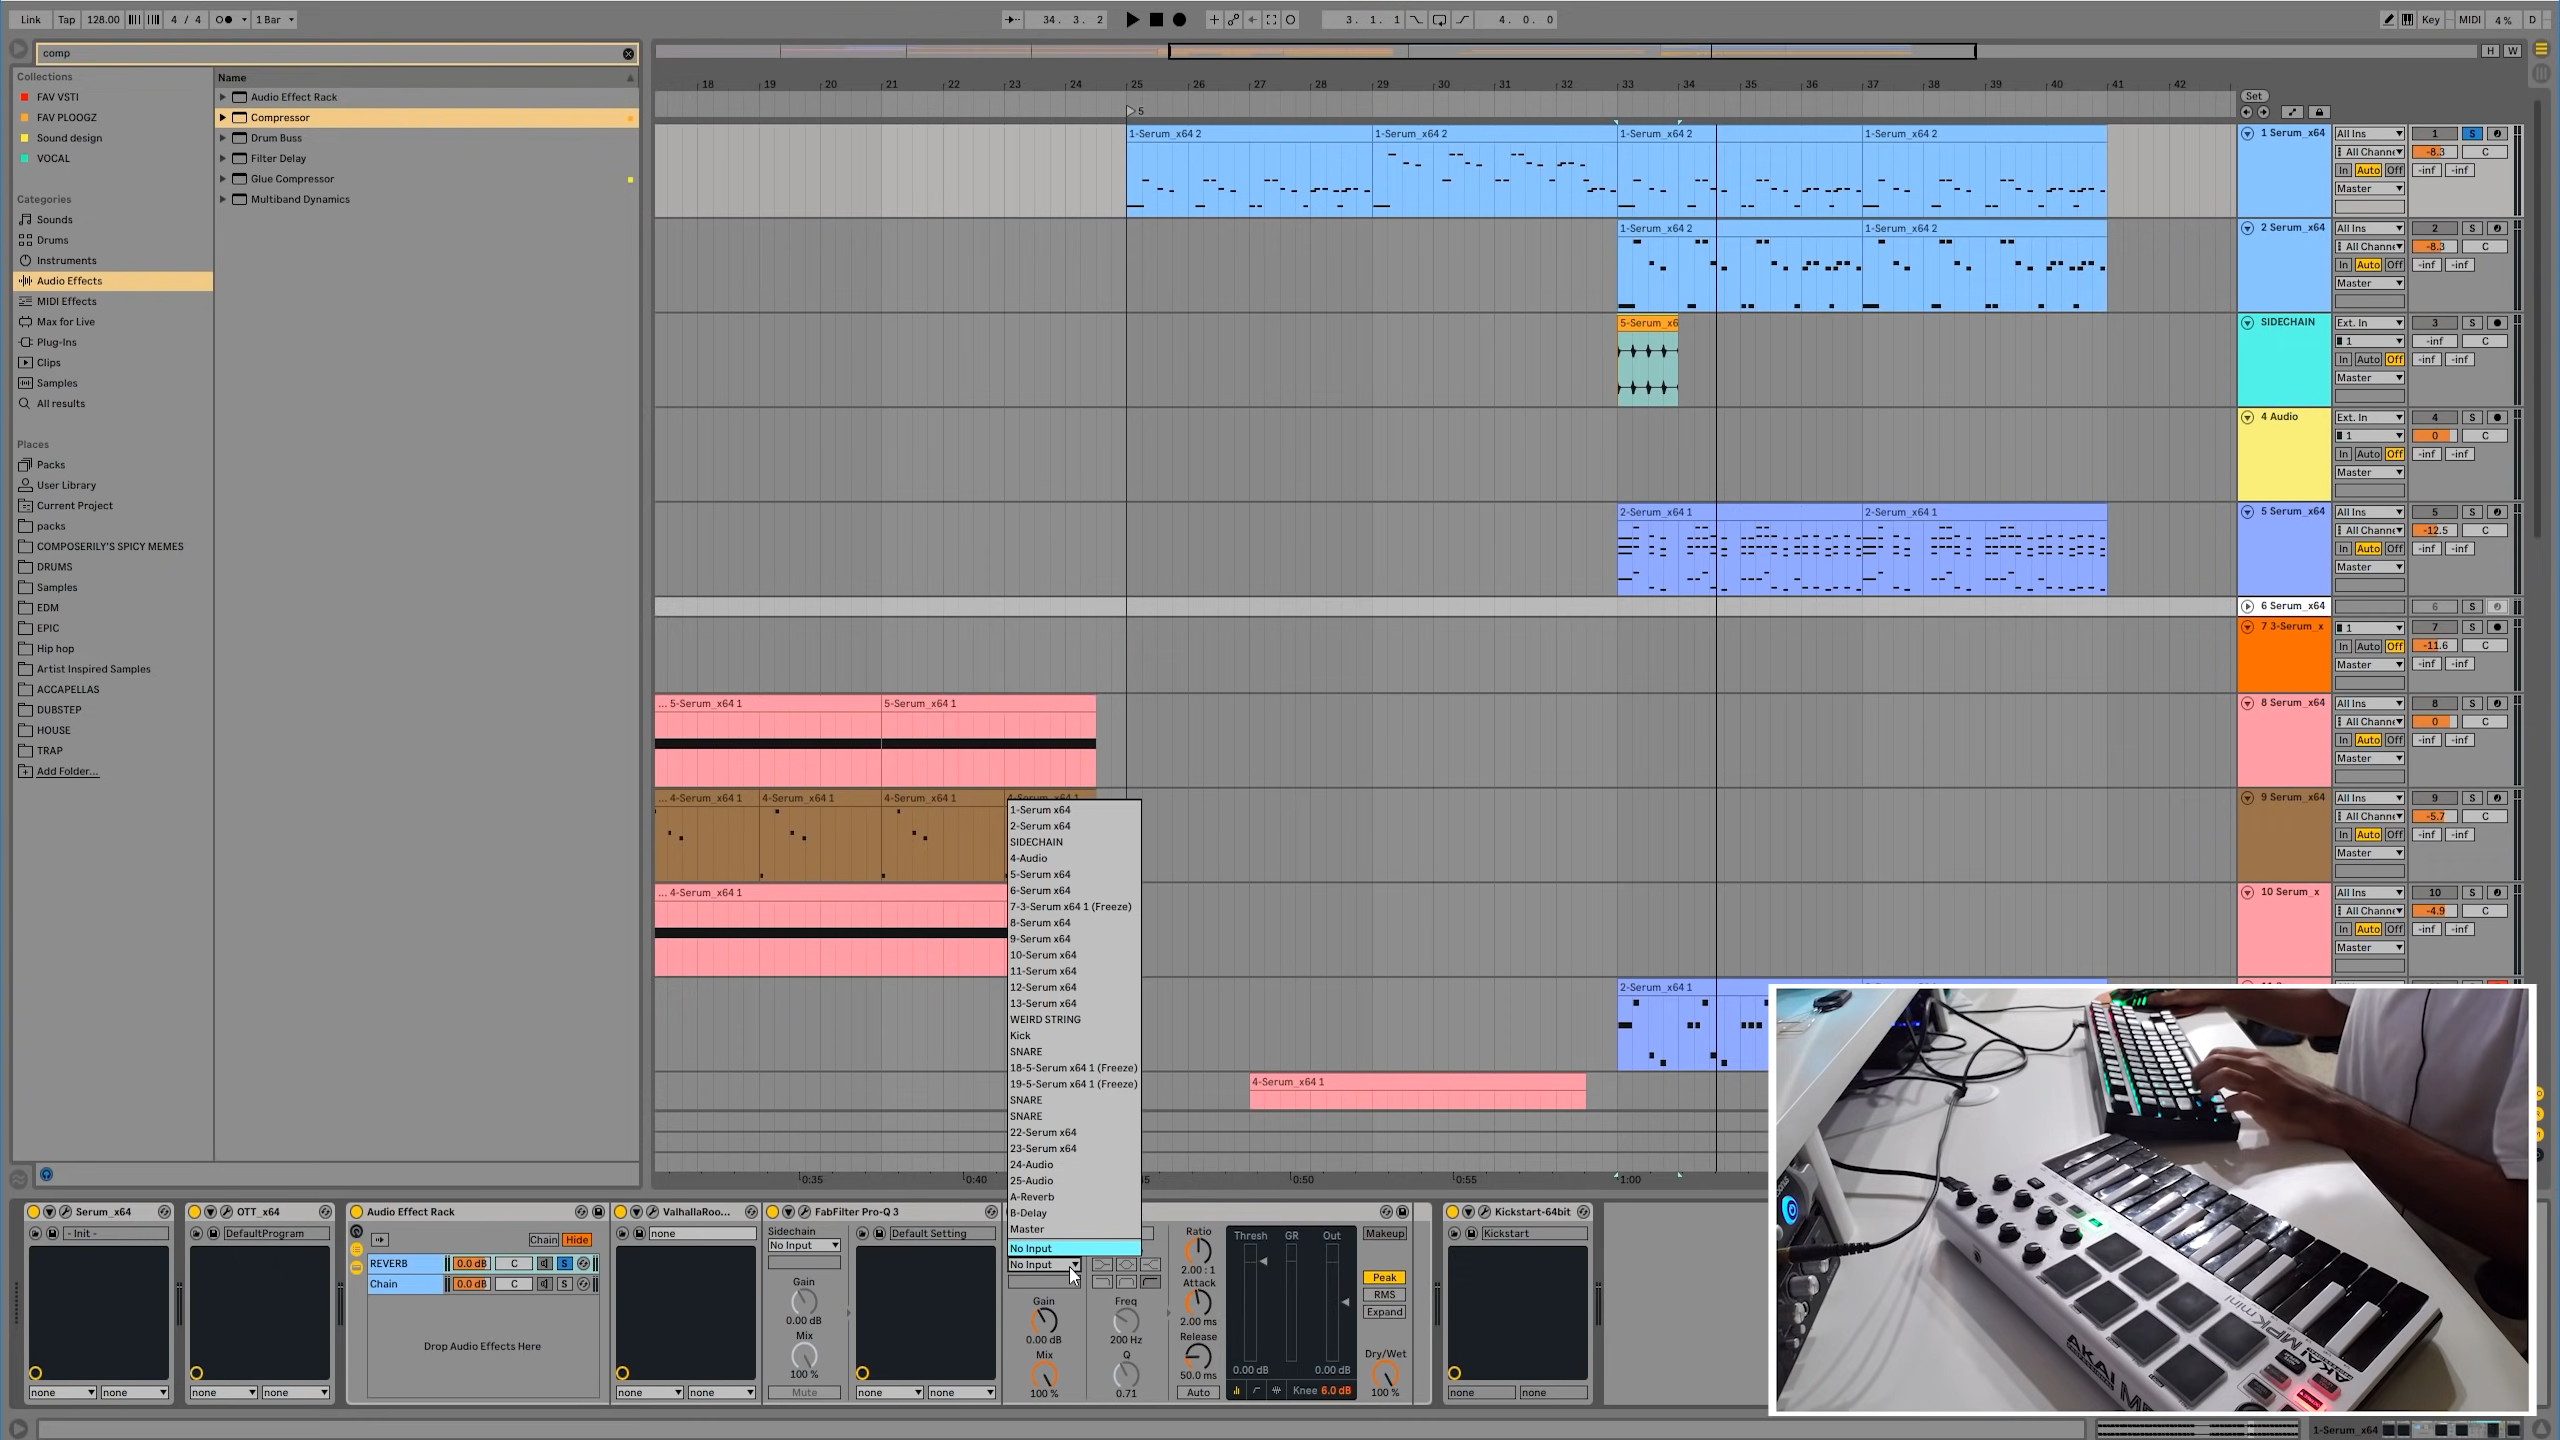 Link Tap 128.00 4 / 4 1 Bar 34. 3. 2 3. 1. 1 4. 0. 0 Key MIDI 4 % D
comp
H W
Collections
FAV VSTI
FAV PLOOGZ
Sound design
VOCAL
Categories
Sounds
Drums
Instruments
Audio Effects
MIDI Effects
Max for Live
Plug-Ins
Clips
Samples
All results
Places
Packs
User Library
Current Project
packs
COMPOSERILY'S SPICY MEMES
DRUMS
Samples
EDM
EPIC
Hip hop
Artist Inspired Samples
ACCAPELLAS
DUBSTEP
HOUSE
TRAP
Add Folder...
Name
Audio Effect Rack
Compressor
Drum Buss
Filter Delay
Glue Compressor
Multiband Dynamics
18 19 20 21 22 23 24 25 26 27 28 29 30 31 32 33 34 35 36 37 38 39 40 41 42
Set
5
1-Serum_x64 2 1-Serum_x64 2 1-Serum_x64 2 1-Serum_x64 2
1-Serum_x64 2 1-Serum_x64 2
5-Serum_x6
2-Serum_x64 1 2-Serum_x64 1
... 5-Serum_x64 1 5-Serum_x64 1
... 4-Serum_x64 1 4-Serum_x64 1 4-Serum_x64 1
... 4-Serum_x64 1
2-Serum_x64 1
4-Serum_x64 1
0:35 0:40 0:50 0:55 1:00
1 Serum_x64 All Ins 1 S
All Channe -8.3 C
In Auto Off -inf -inf
Master
2 Serum_x64 All Ins 2 S
All Channe -8.3 C
In Auto Off -inf -inf
Master
SIDECHAIN Ext. In 3 S
1 -inf C
In Auto Off -inf -inf
Master
4 Audio Ext. In 4 S
1 0 C
In Auto Off -inf -inf
Master
5 Serum_x64 All Ins 5 S
All Channe -12.5 C
In Auto Off -inf -inf
Master
6 Serum_x64 6 S
7 3-Serum_x 1 7 S
In Auto Off -11.6 C
Master -inf -inf
8 Serum_x64 All Ins 8 S
All Channe 0 C
In Auto Off -inf -inf
Master
9 Serum_x64 All Ins 9 S
All Channe -5.7 C
In Auto Off -inf -inf
Master
10 Serum_x All Ins 10 S
All Channe -4.9 C
In Auto Off -inf -inf
Master
1-Serum x64
2-Serum x64
SIDECHAIN
4-Audio
5-Serum x64
6-Serum x64
7-3-Serum x64 1 (Freeze)
8-Serum x64
9-Serum x64
10-Serum x64
11-Serum x64
12-Serum x64
13-Serum x64
WEIRD STRING
Kick
SNARE
18-5-Serum x64 1 (Freeze)
19-5-Serum x64 1 (Freeze)
SNARE
SNARE
22-Serum x64
23-Serum x64
24-Audio
25-Audio
A-Reverb
B-Delay
Master
No Input
No Input
Serum_x64
- Init -
none none
OTT_x64
DefaultProgram
none none
Audio Effect Rack
Chain Hide
REVERB 0.0 dB C S
Chain 0.0 dB C S
Drop Audio Effects Here
ValhallaRoo...
none
none none
FabFilter Pro-Q 3
Sidechain
No Input
Gain
0.00 dB
Mix
100 %
Mute
Default Setting
none none
Gain
0.00 dB
Mix
100 %
Freq
200 Hz
Q
0.71
Ratio
2.00 : 1
Attack
2.00 ms
Release
50.0 ms
Auto
Thresh GR Out
0.00 dB 0.00 dB
Knee 6.0 dB
Makeup
Peak
RMS
Expand
Dry/Wet
100 %
Kickstart-64bit
Kickstart
none none
AKAI
MPK mini
1-Serum_x64